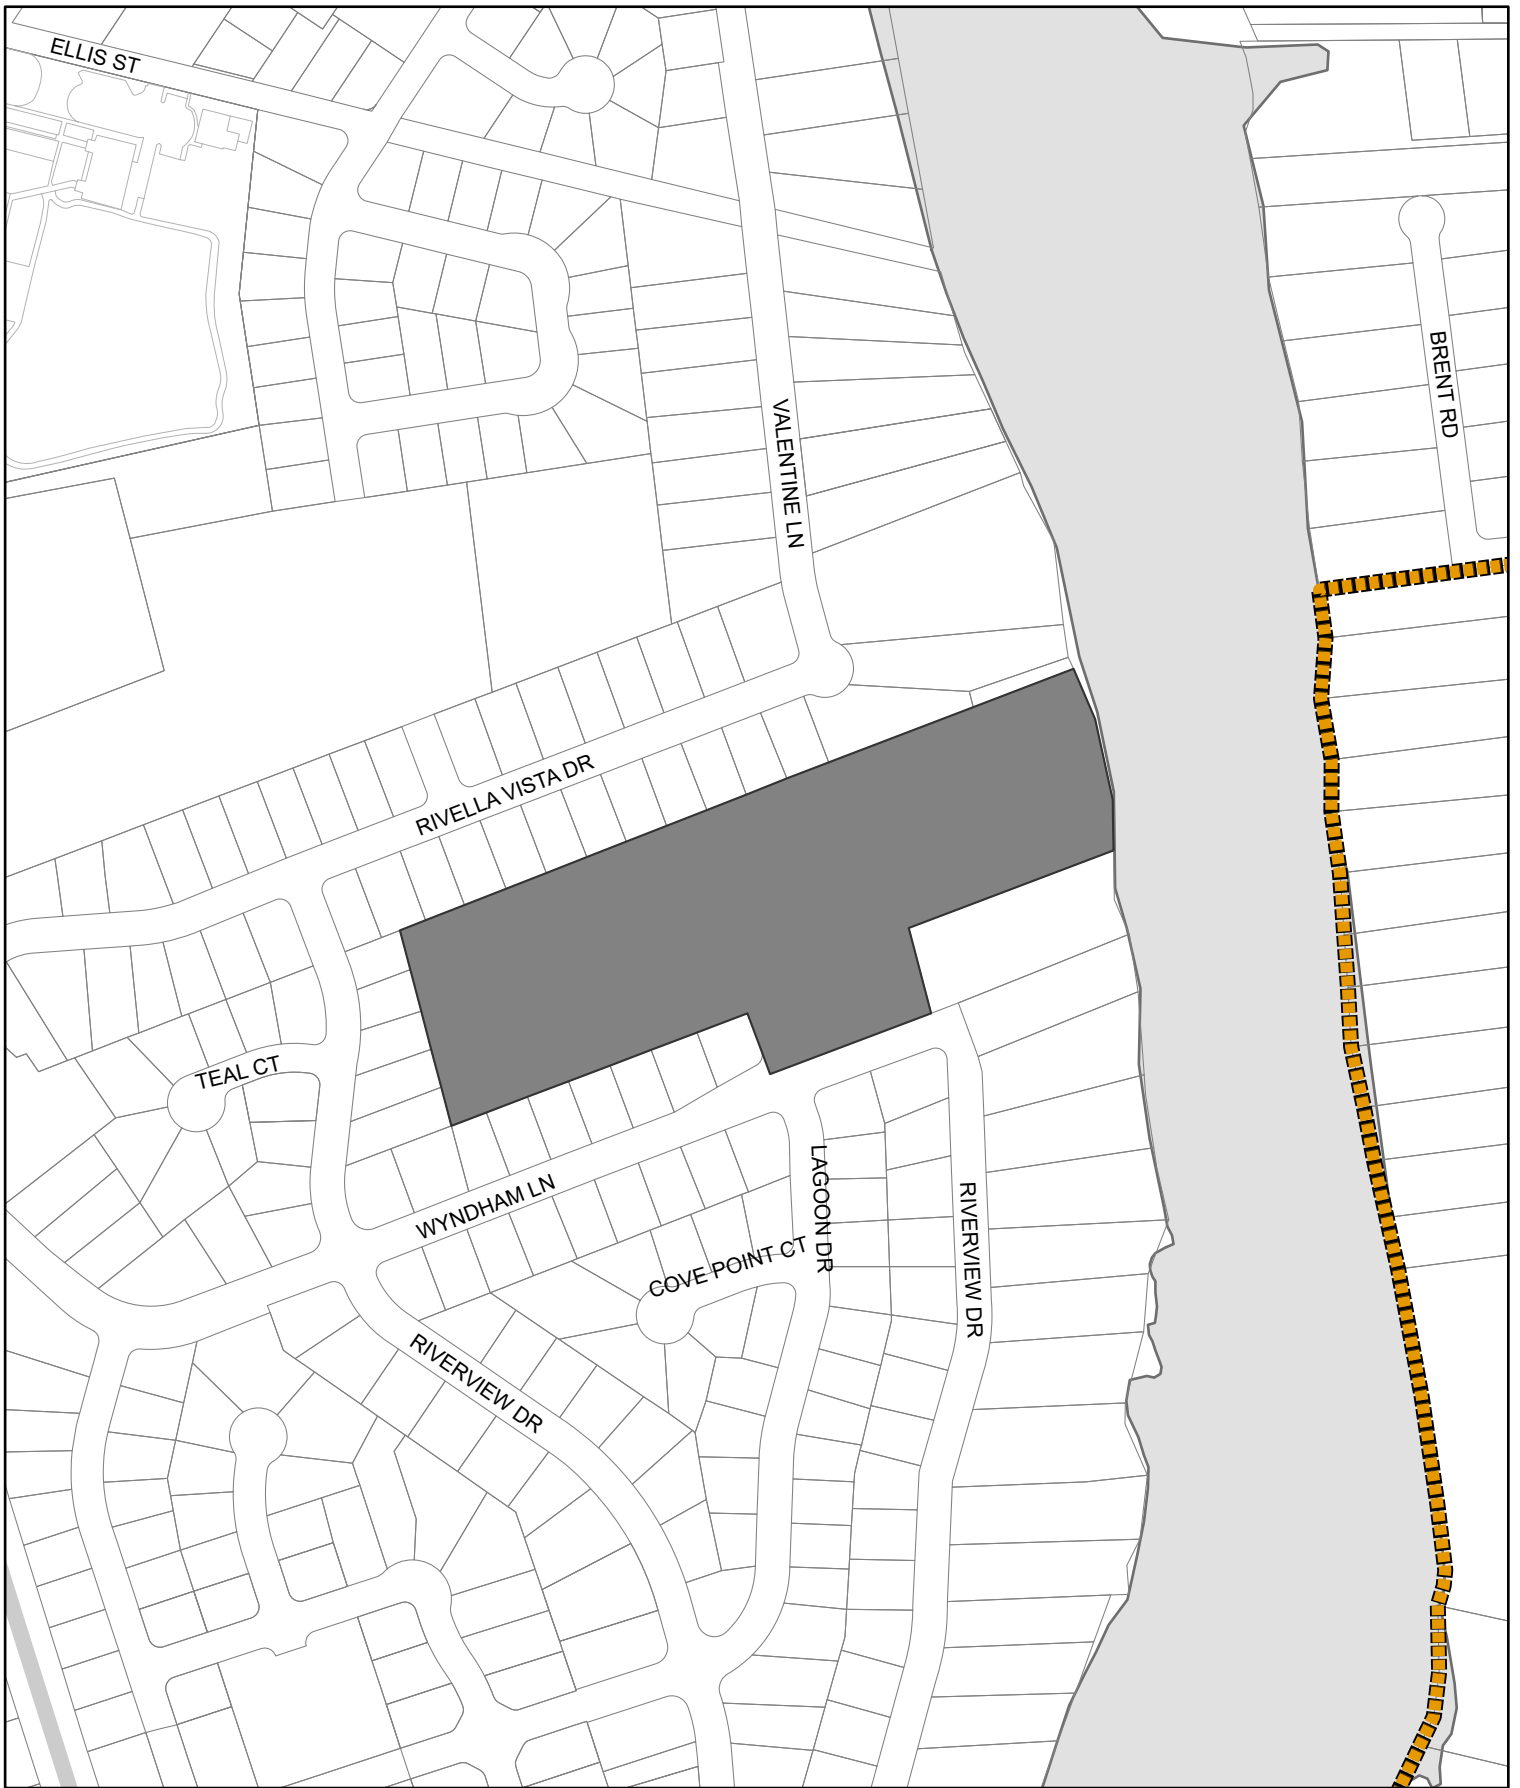 ELLIS ST
BRENT RD
VALENTINE LN
RIVELLA VISTA DR
TEAL CT
WYNDHAM LN
LAGOON DR
RIVERVIEW DR
COVE POINT CT
RIVERVIEW DR